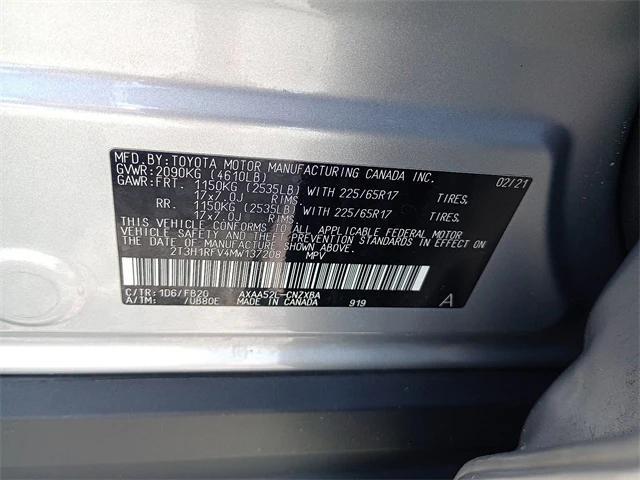 MFD.BY:TOYOTA MOTOR MANUFACTURING CANADA INC. 02/21
GVWR:2090KG (4610LB)
GAWR:FRT. 1150KG (2535LB) WITH 225/65R17 TIRES,
17x7.0J RIMS
RR. 1150KG (2535LB) WITH 225/65R17 TIRES,
17x7.0J RIMS
THIS VEHICLE CONFORMS TO ALL APPLICABLE FEDERAL MOTOR
VEHICLE SAFETY AND THEFT-PREVENTION STANDARDS IN EFFECT
ON THE DATE OF MANUFACTURE SHOWN ABOVE.
2T3H1RFV4MW137208 MPV
C/TR:1D6/FB20 AXAA52L-CNZXBA
A/TM: /UB80E MADE IN CANADA 919 A